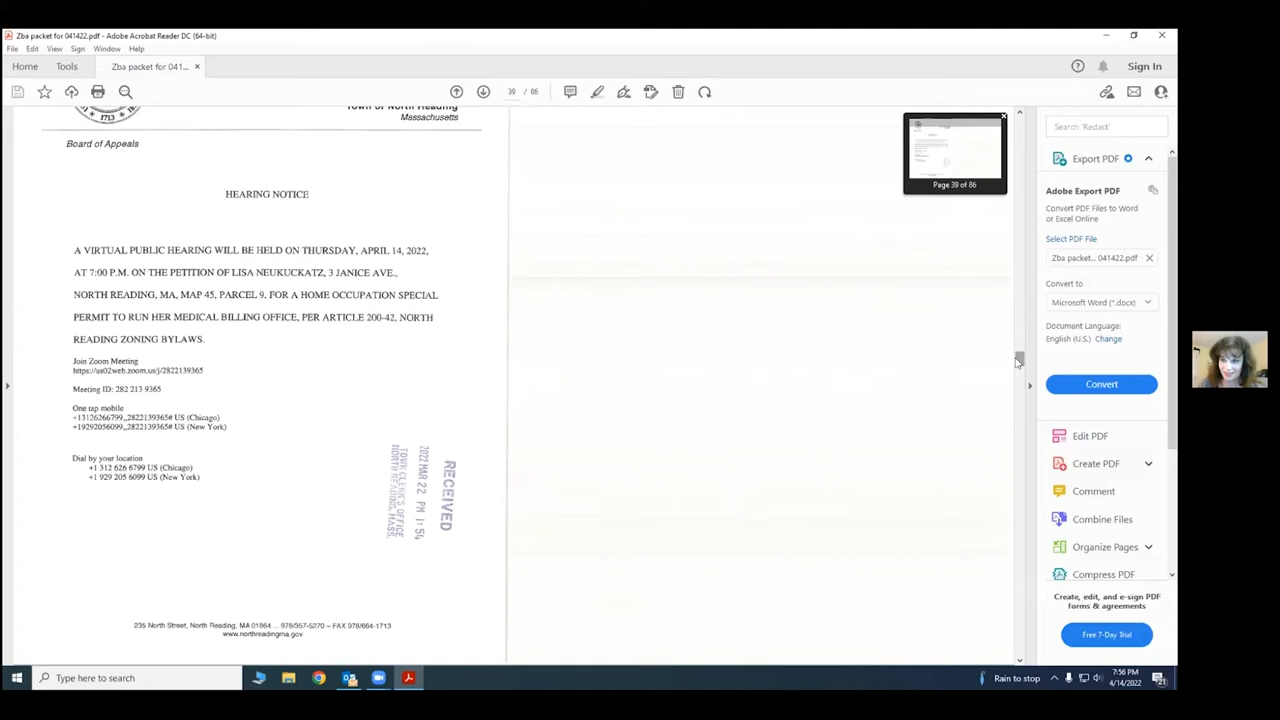 Zba packet for 041422.pdf - Adobe Acrobat Reader DC (64-bit)
File Edit View Sign Window Help
Home Tools Zba packet for 041... × Sign In
39 / 86
Town of North Reading
Massachusetts
1713
Board of Appeals
HEARING NOTICE
A VIRTUAL PUBLIC HEARING WILL BE HELD ON THURSDAY, APRIL 14, 2022,
AT 7:00 P.M. ON THE PETITION OF LISA NEUKUCKATZ, 3 JANICE AVE.,
NORTH READING, MA, MAP 45, PARCEL 9, FOR A HOME OCCUPATION SPECIAL
PERMIT TO RUN HER MEDICAL BILLING OFFICE, PER ARTICLE 200-42, NORTH
READING ZONING BYLAWS.
Join Zoom Meeting
https://us02web.zoom.us/j/2822139365
Meeting ID: 282 213 9365
One tap mobile
+13126266799,,2822139365# US (Chicago)
+19292056099,,2822139365# US (New York)
Dial by your location
+1 312 626 6799 US (Chicago)
+1 929 205 6099 US (New York)
RECEIVED
2022 MAR 22 PM 1:54
TOWN CLERK'S OFFICE
NORTH READING, MASS.
235 North Street, North Reading, MA 01864 ... 978/357-5270 – FAX 978/664-1713
www.northreadingma.gov
Page 39 of 86
Search 'Redact'
Export PDF
Adobe Export PDF
Convert PDF Files to Word
or Excel Online
Select PDF File
Zba packet... 041422.pdf
Convert to
Microsoft Word (*.docx)
Document Language:
English (U.S.) Change
Convert
Edit PDF
Create PDF
Comment
Combine Files
Organize Pages
Compress PDF
Create, edit, and e-sign PDF
forms & agreements
Free 7-Day Trial
Type here to search
Rain to stop
7:56 PM
4/14/2022
21